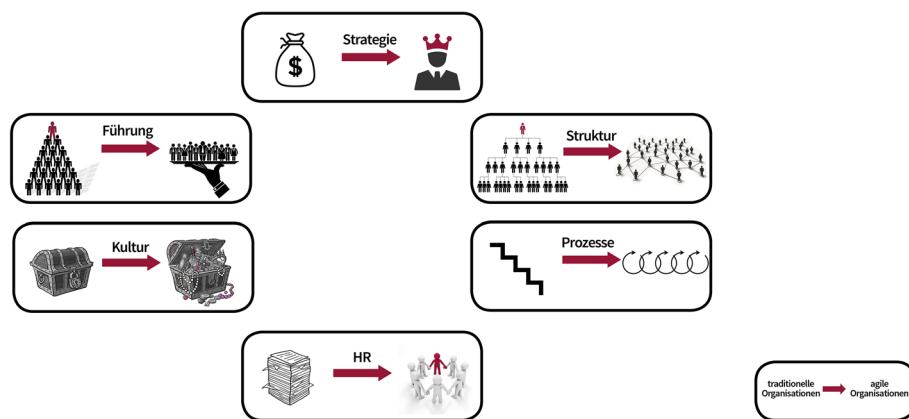 Strategie
$
Führung
Struktur
Kultur
Prozesse
HR
traditionelle
Organisationen
agile
Organisationen